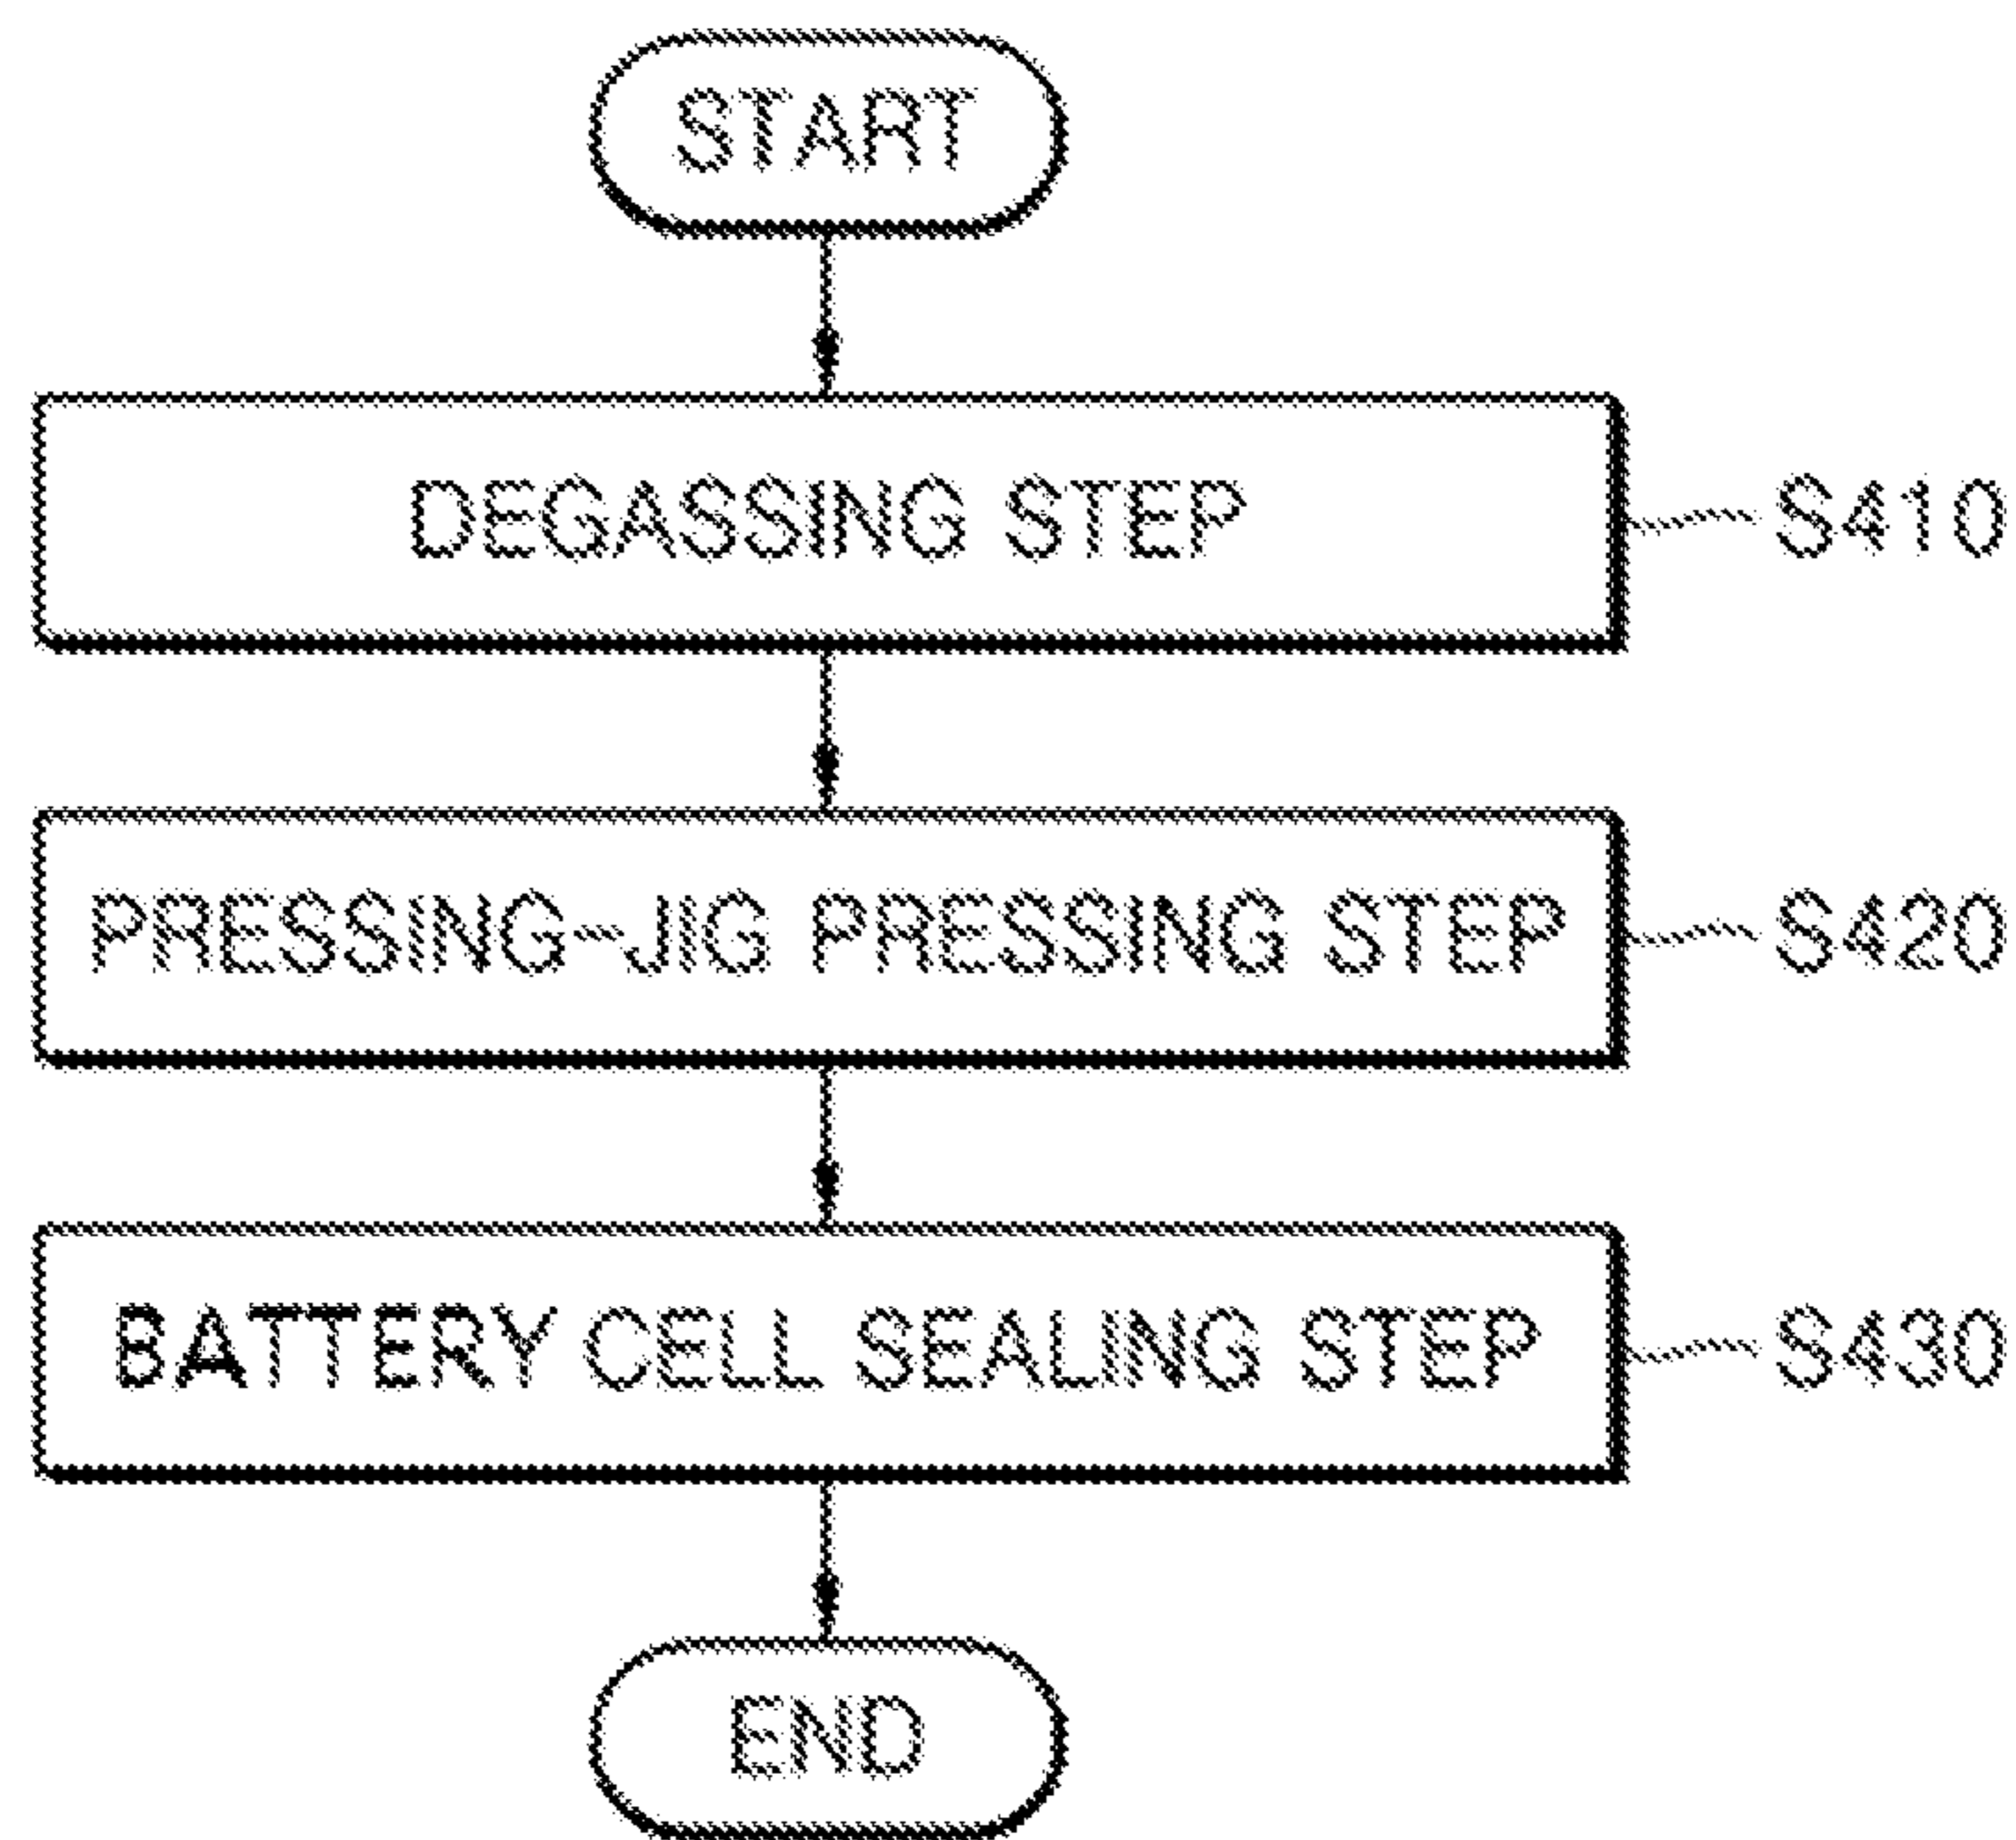 START
DEGASSING STEP
S410
PRESSING-JIG PRESSING STEP
S420
BATTERY CELL SEALING STEP
S430
END